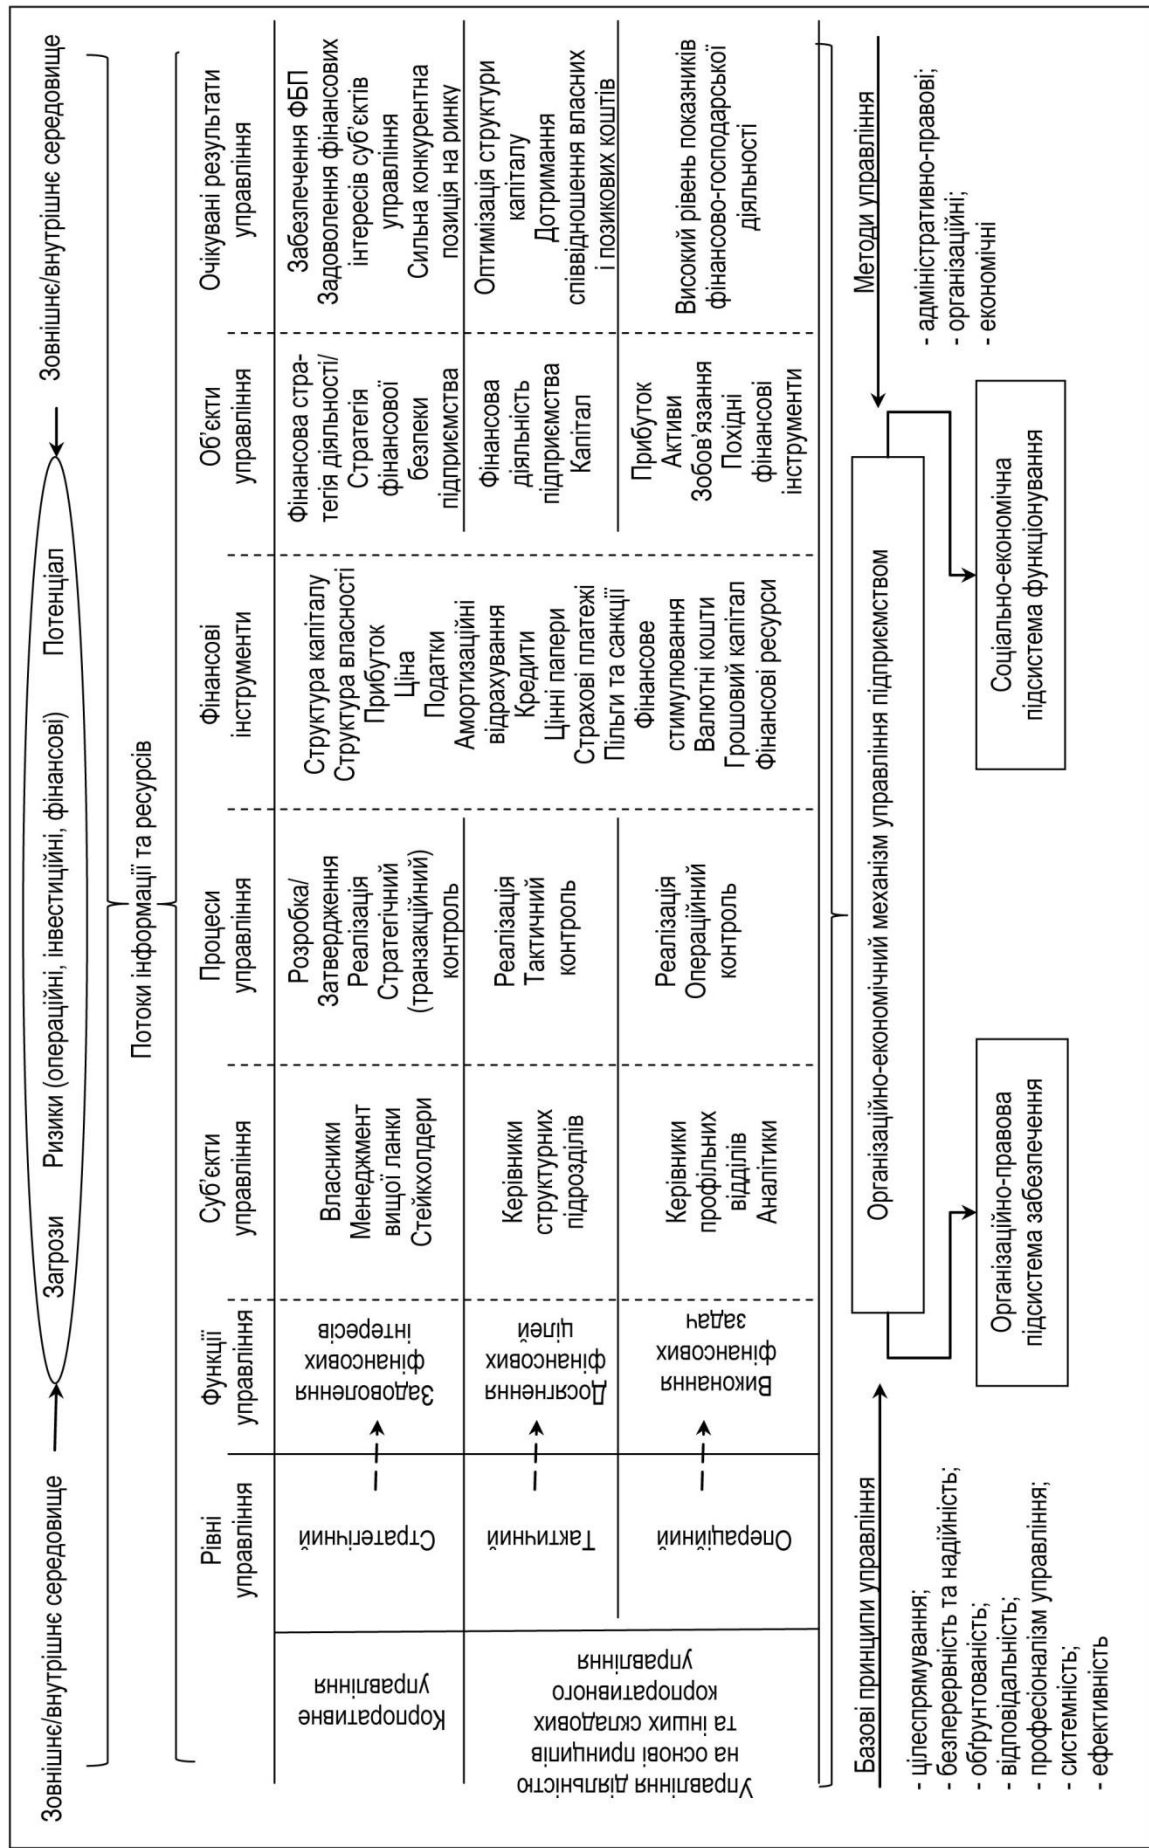 Зовнішнє/внутрішнє середовище
Загрози
Ризики (операційні, інвестиційні, фінансові)
Потенціал
Зовнішнє/внутрішнє середовище
Потоки інформації та ресурсів
Рівні
управління
Функції
управління
Суб’єкти
управління
Процеси
управління
Фінансові
інструменти
Об’єкти
управління
Очікувані результати
управління
Корпоративне
управління
Стратегічний
Задоволення
фінансових
інтересів
Власники
Менеджмент
вищої ланки
Стейкхолдери
Розробка/
Затвердження
Реалізація
Стратегічний
(транзакційний)
контроль
Структура капіталу
Структура власності
Прибуток
Ціна
Податки
Амортизаційні
відрахування
Кредити
Цінні папери
Страхові платежі
Пільги та санкції
Фінансове
стимулювання
Валютні кошти
Грошовий капітал
Фінансові ресурси
Фінансова стра-
тегія діяльності/
Стратегія
фінансової
безпеки
підприємства
Забезпечення ФБП
Задоволення фінансових
інтересів суб’єктів
управління
Сильна конкурентна
позиція на ринку
Управління діяльністю
на основі принципів
та інших складових
корпоративного
управління
Тактичний
Досягнення
фінансових
цілей
Керівники
структурних
підрозділів
Реалізація
Тактичний
контроль
Фінансова
діяльність
підприємства
Капітал
Оптимізація структури
капіталу
Дотримання
співвідношення власних
і позикових коштів
Операційний
Виконання
фінансових
задач
Керівники
профільних
відділів
Аналітики
Реалізація
Операційний
контроль
Прибуток
Активи
Зобов’язання
Похідні
фінансові
інструменти
Високий рівень показників
фінансово-господарської
діяльності
Базові принципи управління
- цілеспрямування;
- безперервність та надійність;
- обґрунтованість;
- відповідальність;
- професіоналізм управління;
- системність;
- ефективність
Організаційно-економічний механізм управління підприємством
Методи управління
- адміністративно-правові;
- організаційні;
- економічні
Організаційно-правова
підсистема забезпечення
Соціально-економічна
підсистема функціонування